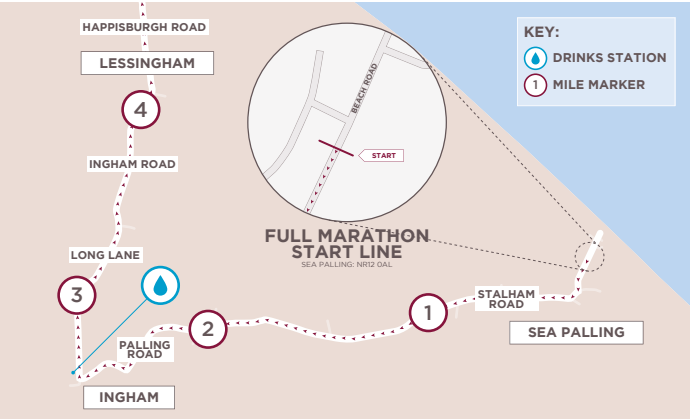 HAPPISBURGH ROAD
LESSINGHAM
4
INGHAM ROAD
LONG LANE
3
PALLING
ROAD
INGHAM
2
1
STALHAM
ROAD
SEA PALLING
BEACH ROAD
START
FULL MARATHON
START LINE
SEA PALLING: NR12 0AL
KEY:
DRINKS STATION
1 MILE MARKER